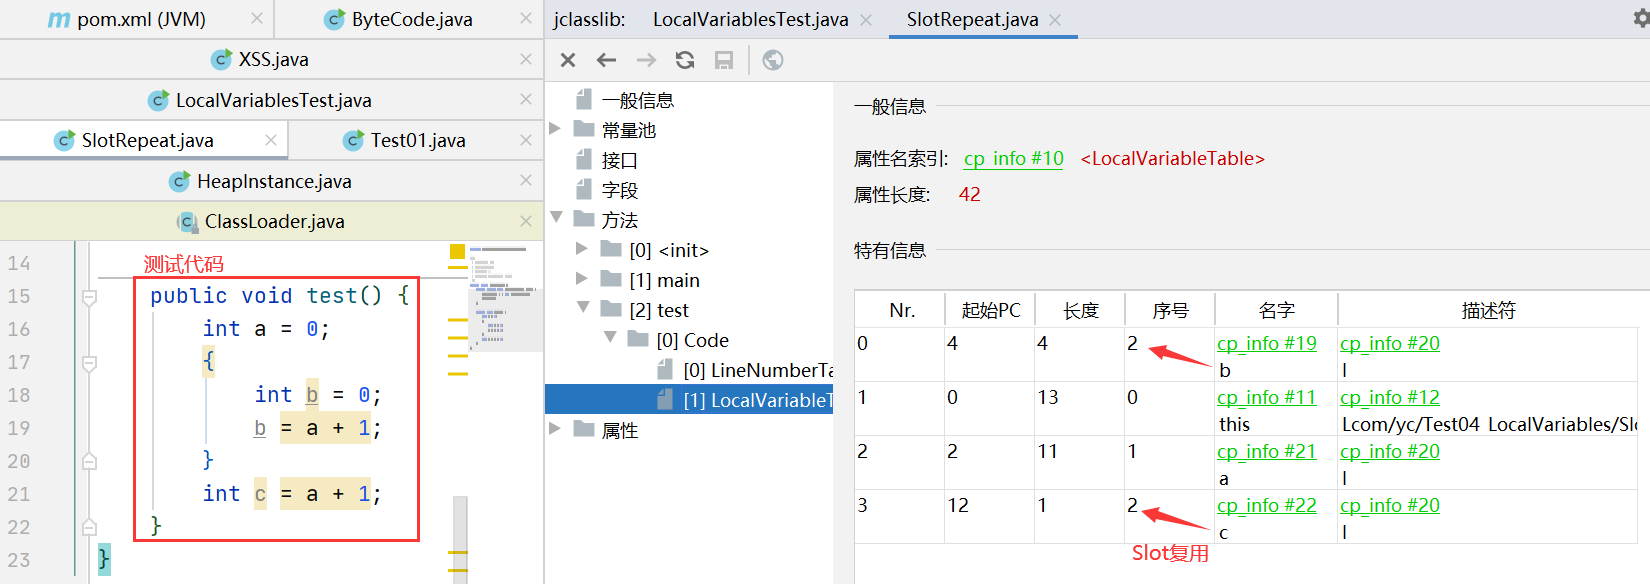 pom.xml (JVM)
ByteCode.java
XSS.java
LocalVariablesTest.java
SlotRepeat.java
Test01.java
HeapInstance.java
ClassLoader.java
14
测试代码
15 public void test() {
16 int a = 0;
17 {
18 int b = 0;
19 b = a + 1;
20 }
21 int c = a + 1;
22 }
23 }
jclasslib: LocalVariablesTest.java SlotRepeat.java
一般信息
常量池
接口
字段
方法
[0] <init>
[1] main
[2] test
[0] Code
[0] LineNumberTa
[1] LocalVariableT
属性
一般信息
属性名索引: cp_info #10 <LocalVariableTable>
属性长度: 42
特有信息
Nr. 起始PC 长度 序号 名字 描述符
0 4 4 2 cp_info #19 cp_info #20
b I
1 0 13 0 cp_info #11 cp_info #12
this Lcom/yc/Test04_LocalVariables/Slo
2 2 11 1 cp_info #21 cp_info #20
a I
3 12 1 2 cp_info #22 cp_info #20
c I
Slot复用